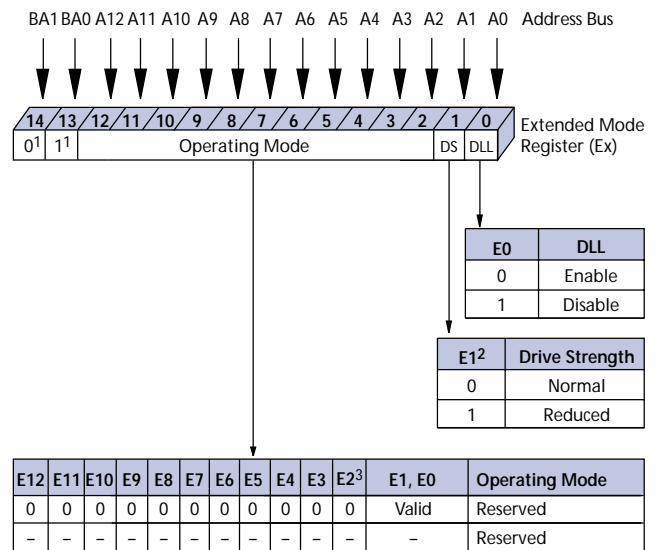 BA1 BA0 A12 A11 A10 A9 A8 A7 A6 A5 A4 A3 A2 A1 A0 Address Bus
14 13 12 11 10 9 8 7 6 5 4 3 2 1 0 Extended Mode
0¹ 1¹ Operating Mode DS DLL Register (Ex)
E0 DLL
0 Enable
1 Disable
E1² Drive Strength
0 Normal
1 Reduced
E12 E11 E10 E9 E8 E7 E6 E5 E4 E3 E2³ E1, E0 Operating Mode
0 0 0 0 0 0 0 0 0 0 0 Valid Reserved
– – – – – – – – – – – – Reserved